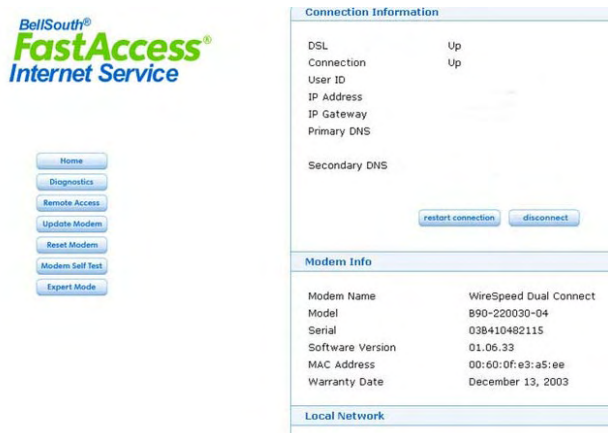 BellSouth®
FastAccess®
Internet Service
Home
Diagnostics
Remote Access
Update Modem
Reset Modem
Modem Self Test
Expert Mode
Connection Information
DSL Up
Connection Up
User ID
IP Address
IP Gateway
Primary DNS
Secondary DNS
restart connection disconnect
Modem Info
Modem Name WireSpeed Dual Connect
Model B90-220030-04
Serial 03B410482115
Software Version 01.06.33
MAC Address 00:60:0f:e3:a5:ee
Warranty Date December 13, 2003
Local Network